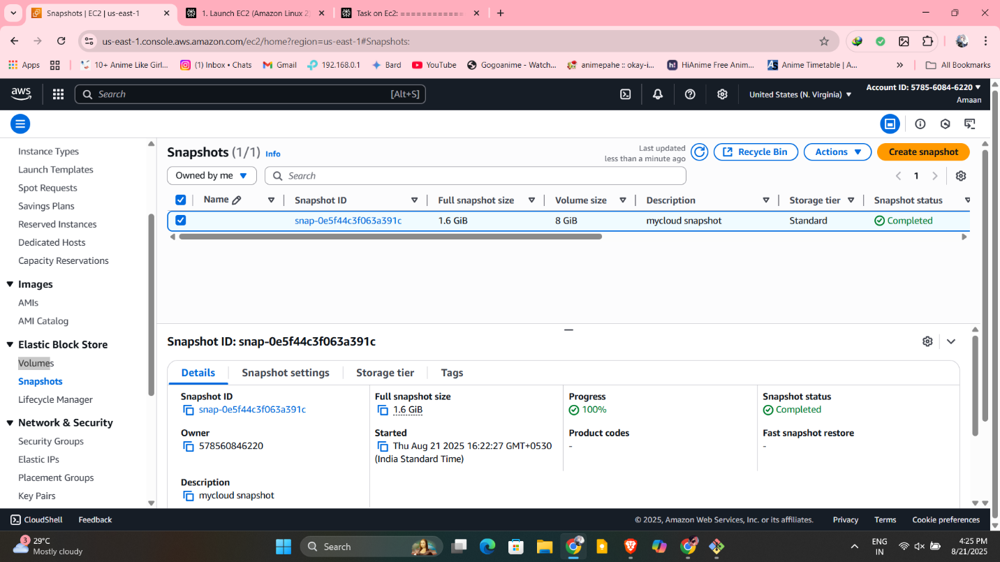 Snapshots | EC2 | us-east-1
1. Launch EC2 (Amazon Linux 2
Task on Ec2: ============
us-east-1.console.aws.amazon.com/ec2/home?region=us-east-1#Snapshots:
Apps
10+ Anime Like Girl...
(1) Inbox • Chats
Gmail
192.168.0.1
Bard
YouTube
Gogoanime - Watch...
animepahe :: okay-i...
HiAnime Free Anim...
Anime Timetable | A...
»
All Bookmarks
aws
Search
[Alt+S]
United States (N. Virginia)
Account ID: 5785-6084-6220
Amaan
Instance Types
Launch Templates
Spot Requests
Savings Plans
Reserved Instances
Dedicated Hosts
Capacity Reservations
Images
AMIs
AMI Catalog
Elastic Block Store
Volumes
Snapshots
Lifecycle Manager
Network & Security
Security Groups
Elastic IPs
Placement Groups
Key Pairs
Snapshots (1/1) Info
Last updated
less than a minute ago
Recycle Bin
Actions
Create snapshot
Owned by me
Search
1
Name Snapshot ID Full snapshot size Volume size Description Storage tier Snapshot status
snap-0e5f44c3f063a391c 1.6 GiB 8 GiB mycloud snapshot Standard Completed
Snapshot ID: snap-0e5f44c3f063a391c
Details Snapshot settings Storage tier Tags
Snapshot ID
snap-0e5f44c3f063a391c
Full snapshot size
1.6 GiB
Progress
100%
Snapshot status
Completed
Owner
578560846220
Started
Thu Aug 21 2025 16:22:27 GMT+0530
(India Standard Time)
Product codes
-
Fast snapshot restore
-
Description
mycloud snapshot
CloudShell
Feedback
© 2025, Amazon Web Services, Inc. or its affiliates.
Privacy
Terms
Cookie preferences
3
29°C
Mostly cloudy
Search
ENG
IN
4:25 PM
8/21/2025